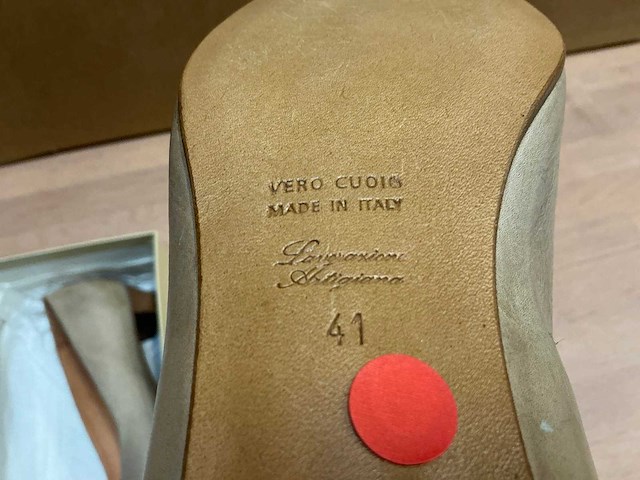 VERO CUOIO
MADE IN ITALY
Lavorazione
Artigiana
41